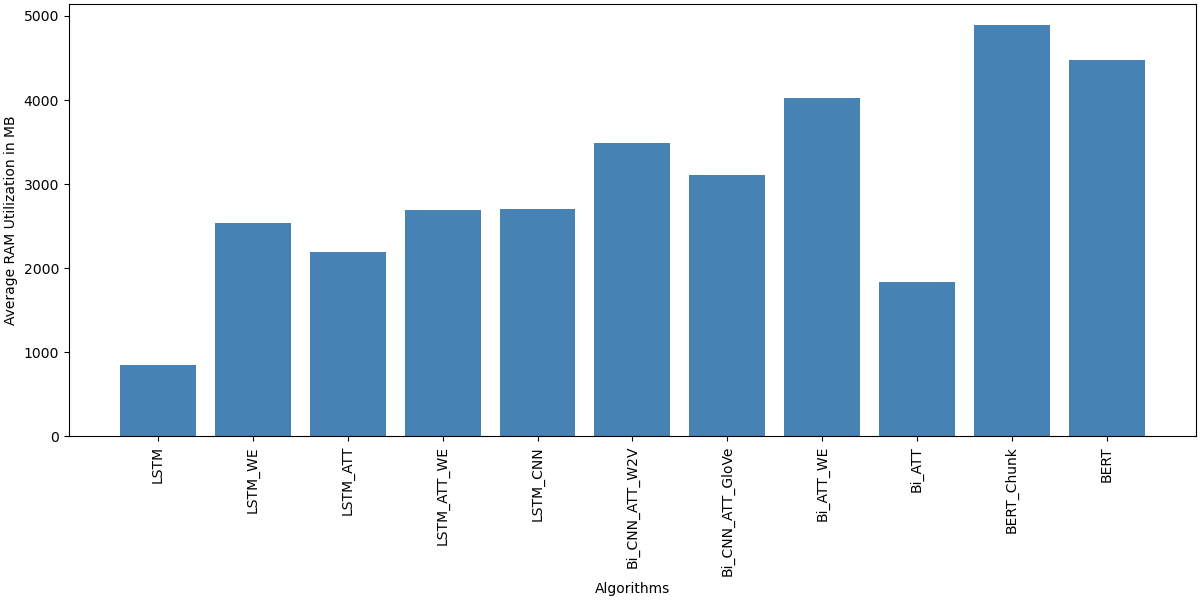 Average RAM Utilization in MB
5000
4000
3000
2000
1000
0
LSTM
LSTM_WE
LSTM_ATT
LSTM_ATT_WE
LSTM_CNN
Bi_CNN_ATT_W2V
Bi_CNN_ATT_GloVe
Bi_ATT_WE
Bi_ATT
BERT_Chunk
BERT
Algorithms